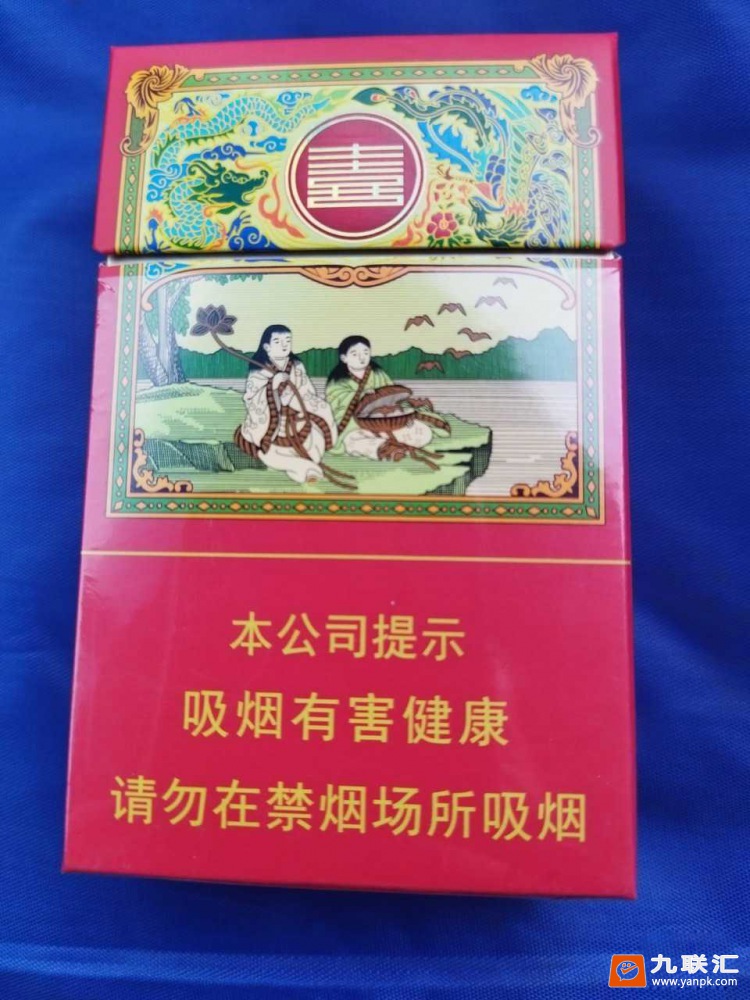 喜
本公司提示
吸烟有害健康
请勿在禁烟场所吸烟
九联汇
www.yanpk.com